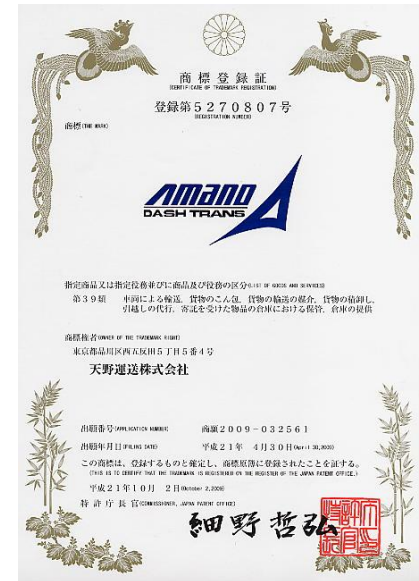 商標登録証
(CERTIFICATE OF TRADEMARK REGISTRATION)
登録第5270807号
(REGISTRATION NUMBER)
商標(THE MARK)
AMANO
DASH TRANS
指定商品又は指定役務並びに商品及び役務の区分(LIST OF GOODS AND SERVICES)
第39類 車両による輸送,貨物のこん包,貨物の輸送の媒介,貨物の積卸し,
引越しの代行,寄託を受けた物品の倉庫における保管,倉庫の提供
商標権者(OWNER OF THE TRADEMARK RIGHT)
東京都品川区西五反田5丁目5番4号
天野運送株式会社
出願番号(APPLICATION NUMBER) 商願2009-032561
出願年月日(FILING DATE) 平成21年 4月30日(April 30,2009)
この商標は、登録するものと確定し、商標原簿に登録されたことを証する。
(THIS IS TO CERTIFY THAT THE TRADEMARK IS REGISTERED ON THE REGISTER OF THE JAPAN PATENT OFFICE.)
平成21年10月 2日(October 2,2009)
特許庁長官(COMMISSIONER, JAPAN PATENT OFFICE)
細野哲弘